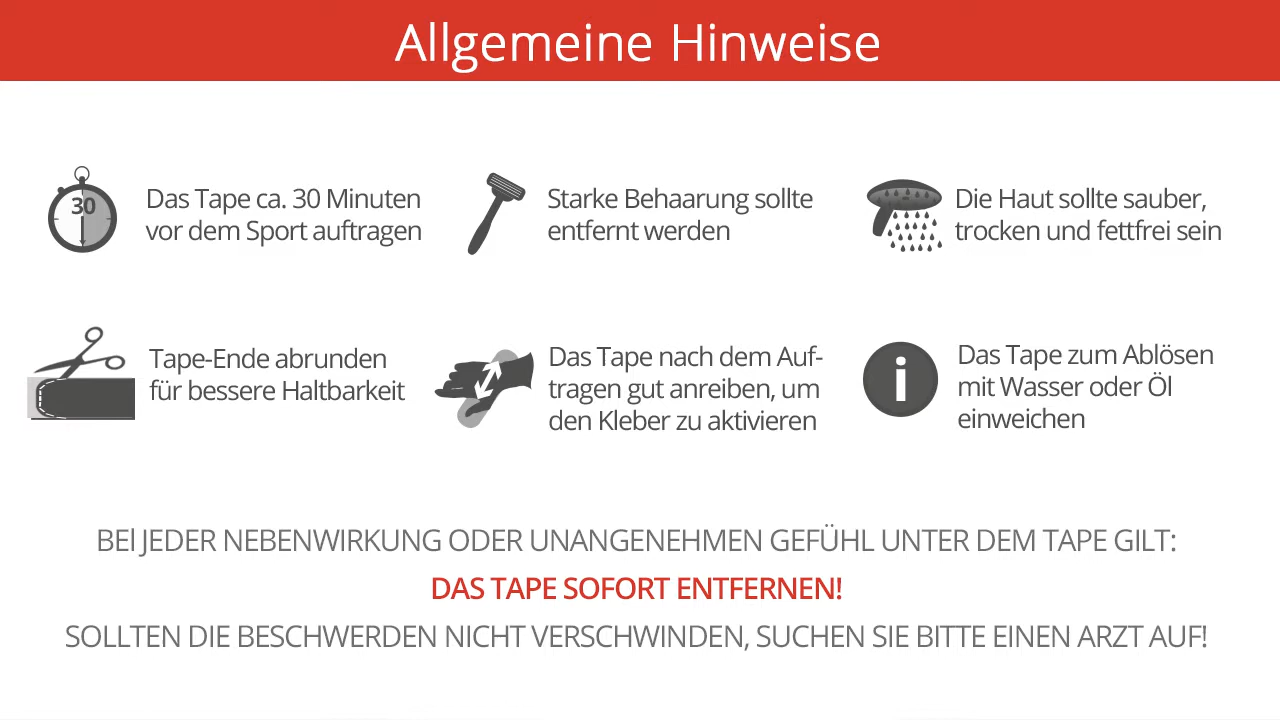 Allgemeine Hinweise
30
Das Tape ca. 30 Minuten
vor dem Sport auftragen
Starke Behaarung sollte
entfernt werden
Die Haut sollte sauber,
trocken und fettfrei sein
Tape-Ende abrunden
für bessere Haltbarkeit
Das Tape nach dem Auf-
tragen gut anreiben, um
den Kleber zu aktivieren
i
Das Tape zum Ablösen
mit Wasser oder Öl
einweichen
BEI JEDER NEBENWIRKUNG ODER UNANGENEHMEN GEFÜHL UNTER DEM TAPE GILT:
DAS TAPE SOFORT ENTFERNEN!
SOLLTEN DIE BESCHWERDEN NICHT VERSCHWINDEN, SUCHEN SIE BITTE EINEN ARZT AUF!